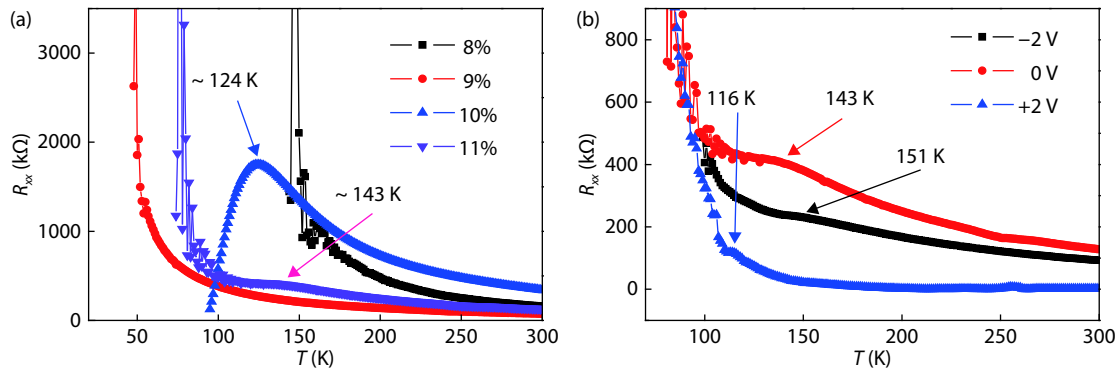 (a)
3000
2000
1000
0
R_xx (kΩ)
50
100
150
200
250
300
T (K)
8%
9%
10%
11%
~ 124 K
~ 143 K
(b)
800
600
400
200
0
R_xx (kΩ)
100
150
200
250
300
T (K)
−2 V
0 V
+2 V
116 K
143 K
151 K